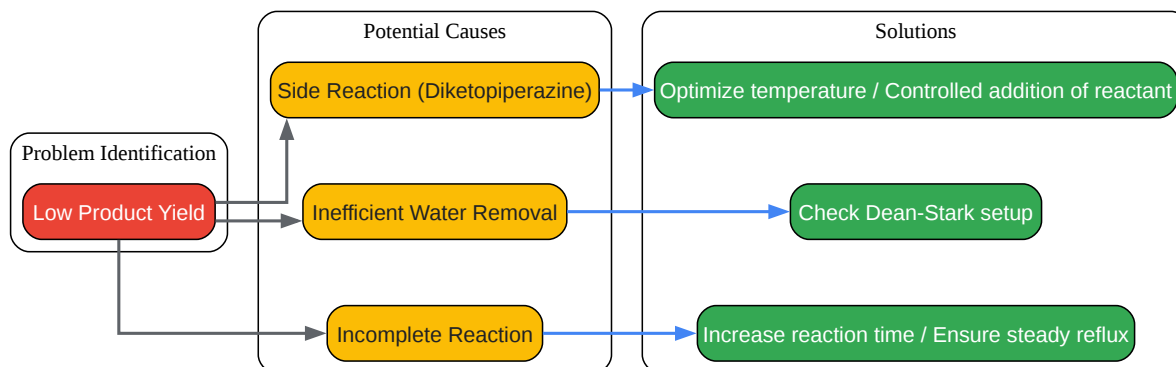 Potential Causes
Solutions
Side Reaction (Diketopiperazine)
Optimize temperature / Controlled addition of reactant
Problem Identification
Low Product Yield
Inefficient Water Removal
Check Dean-Stark setup
Incomplete Reaction
Increase reaction time / Ensure steady reflux